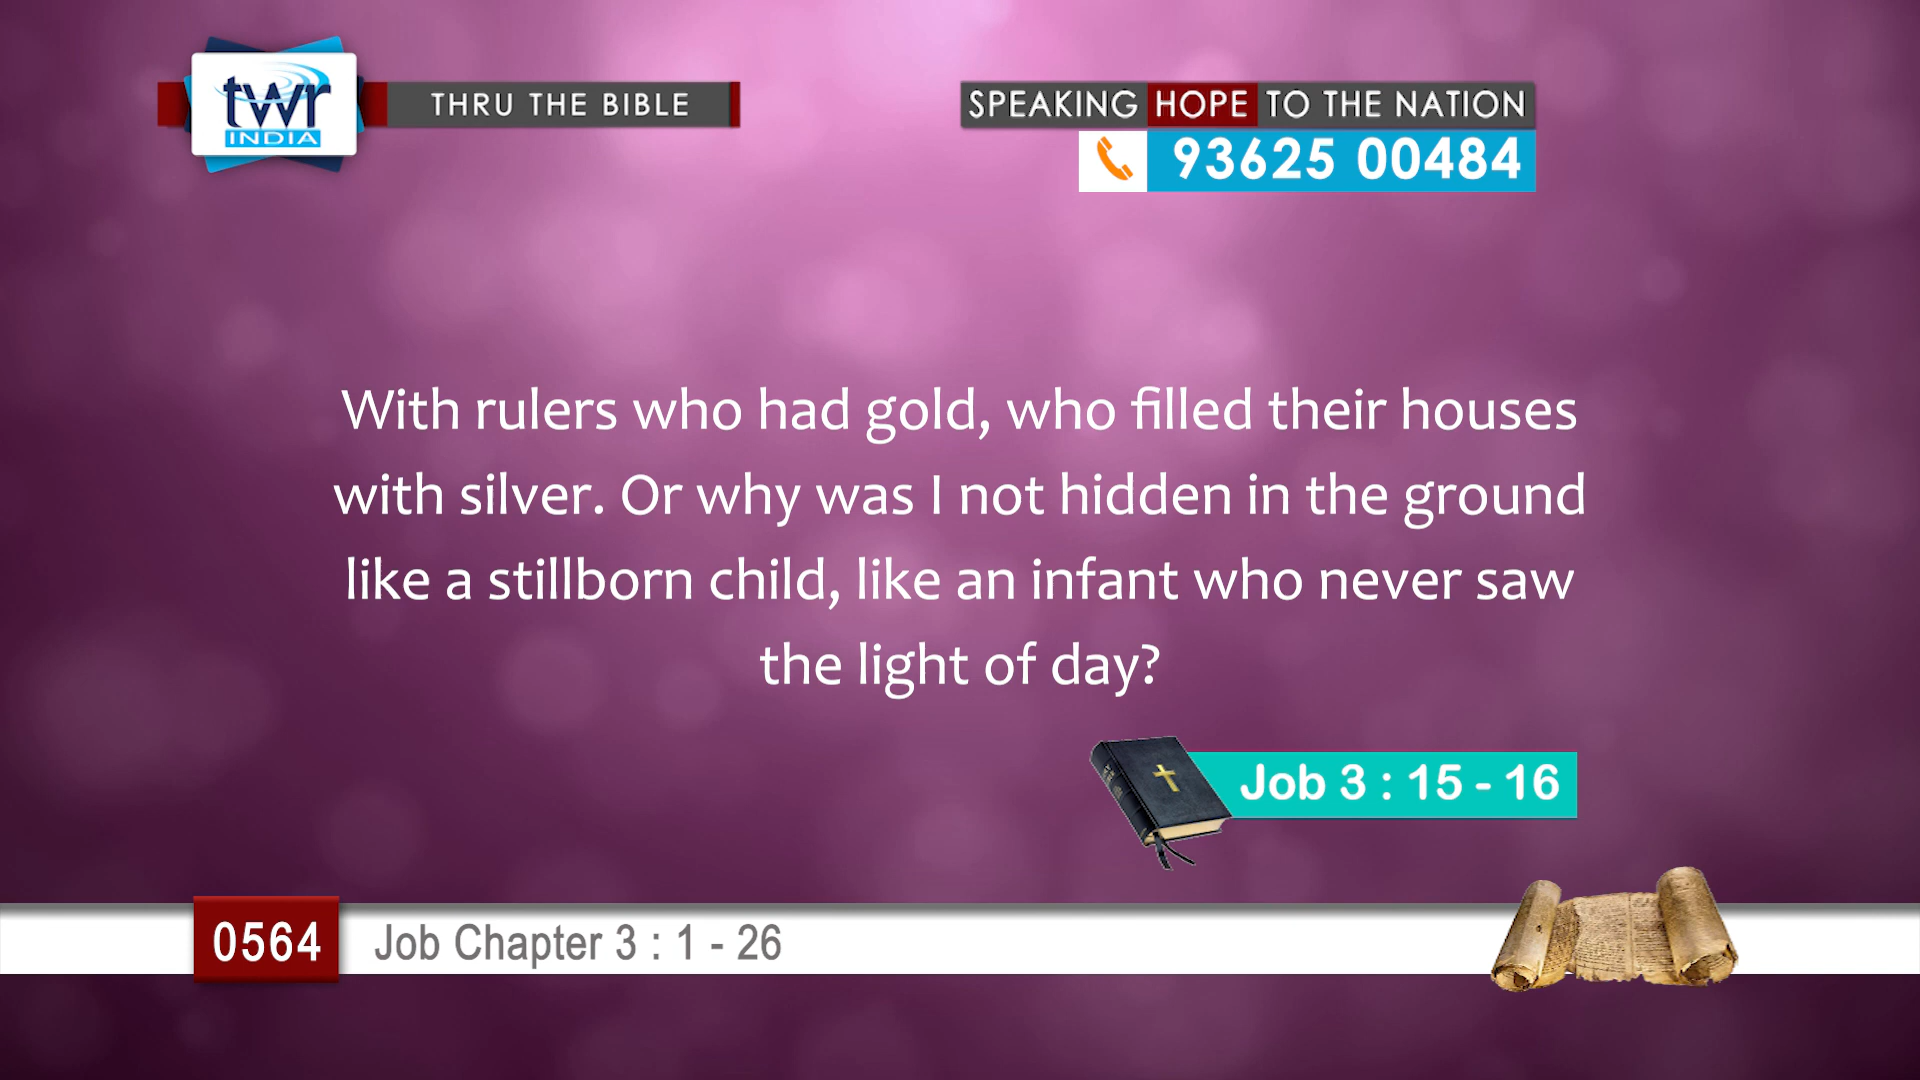 twr
INDIA
THRU THE BIBLE
SPEAKING HOPE TO THE NATION
93625 00484
With rulers who had gold, who filled their houses
with silver. Or why was I not hidden in the ground
like a stillborn child, like an infant who never saw
the light of day?
Job 3 : 15 - 16
0564
Job Chapter 3 : 1 - 26